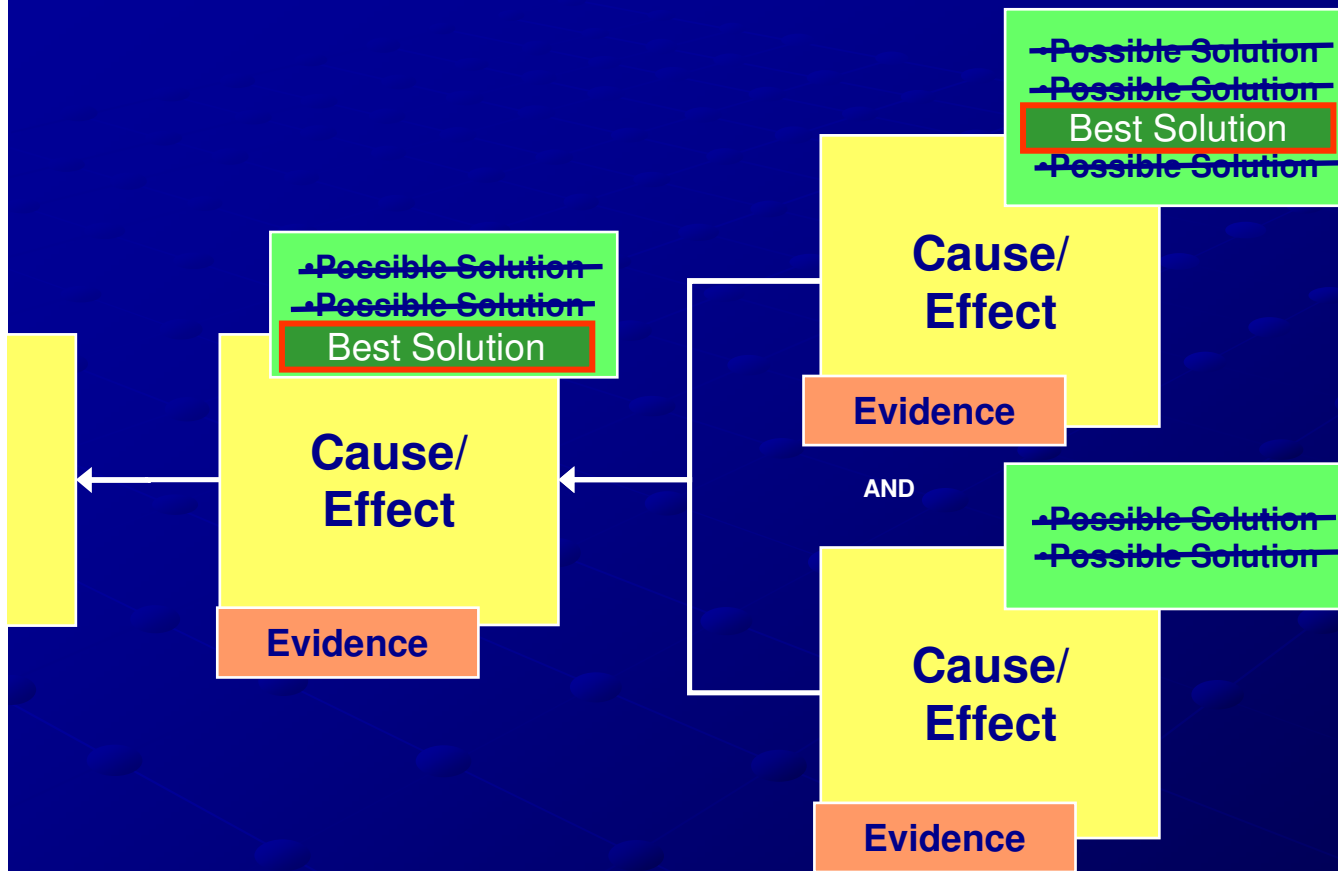 •Possible Solution
•Possible Solution
Best Solution
•Possible Solution
Cause/
Effect
Evidence
•Possible Solution
•Possible Solution
Best Solution
Cause/
Effect
Evidence
AND
•Possible Solution
•Possible Solution
Cause/
Effect
Evidence